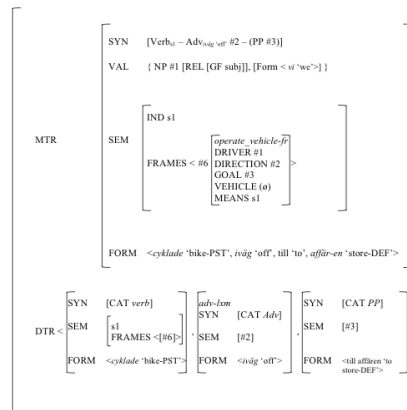 SYN [Verb s1 – Adv iväg 'off' #2 – (PP #3)]
VAL { NP #1 [REL [GF subj]], [Form < vi 'we'>] }
IND s1
MTR SEM operate_vehicle-fr
DRIVER #1
FRAMES < #6 DIRECTION #2 >
GOAL #3
VEHICLE (ø)
MEANS s1
FORM <cyklade 'bike-PST', iväg 'off', till 'to', affär-en 'store-DEF'>
SYN [CAT verb] adv-lxm SYN [CAT PP]
SYN [CAT Adv]
DTR < SEM s1 , SEM [#2] , SEM [#3] >
FRAMES <[#6]>
FORM <cyklade 'bike-PST'> FORM <iväg 'off'> FORM <till affären 'to
store-DEF'>